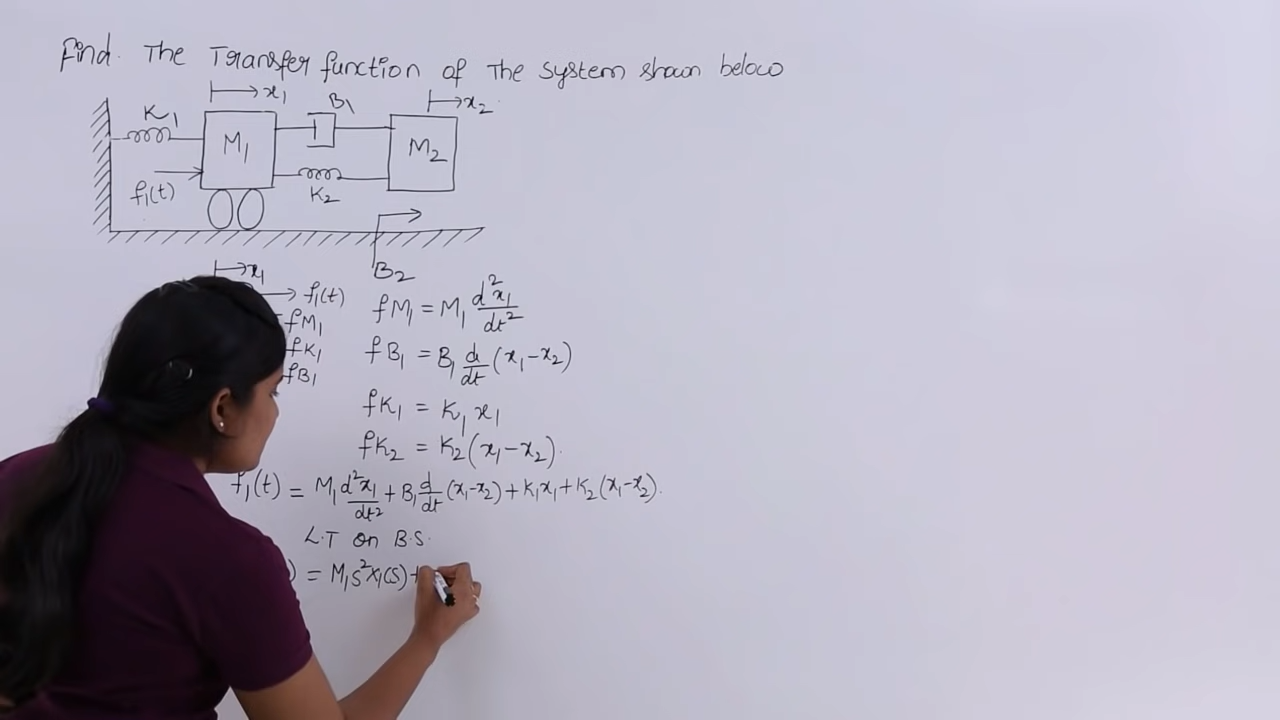 Find. The Transfer function of The system shown below
x₁ B₁ x₂
K₁ M₁ M₂
f₁(t) K₂
B₂
x₁
f₁(t)
fM₁
fK₁
fB₁
fM₁ = M₁ d²x₁/dt²
fB₁ = B₁ d/dt (x₁-x₂)
fK₁ = K₁ x₁
fK₂ = K₂(x₁-x₂).
f₁(t) = M₁ d²x₁/dt² + B₁ d/dt (x₁-x₂) + K₁x₁ + K₂(x₁-x₂).
L.T on B.S.
) = M₁s²X₁(s) +